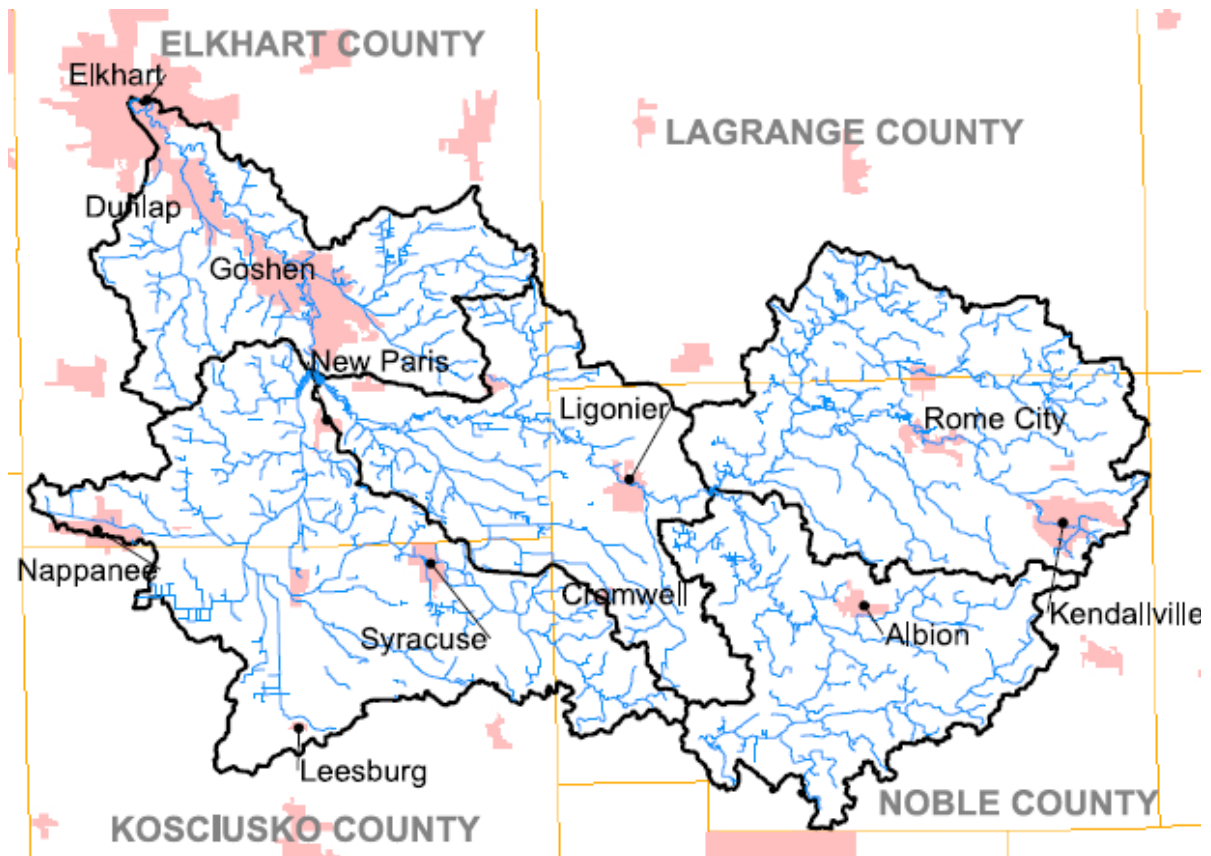 ELKHART COUNTY
Elkhart
LAGRANGE COUNTY
Dunlap
Goshen
New Paris
Ligonier
Rome City
Nappanee
Cromwell
Kendallville
Syracuse
Albion
Leesburg
NOBLE COUNTY
KOSCIUSKO COUNTY